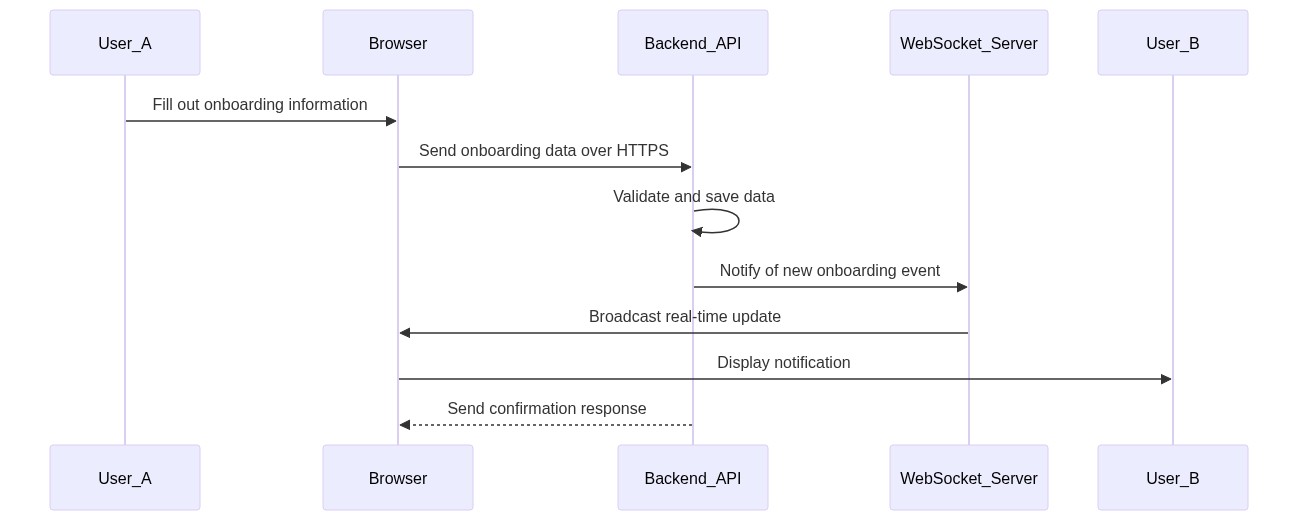 User_A
Browser
Backend_API
WebSocket_Server
User_B
Fill out onboarding information
Send onboarding data over HTTPS
Validate and save data
Notify of new onboarding event
Broadcast real-time update
Display notification
Send confirmation response
User_A
Browser
Backend_API
WebSocket_Server
User_B